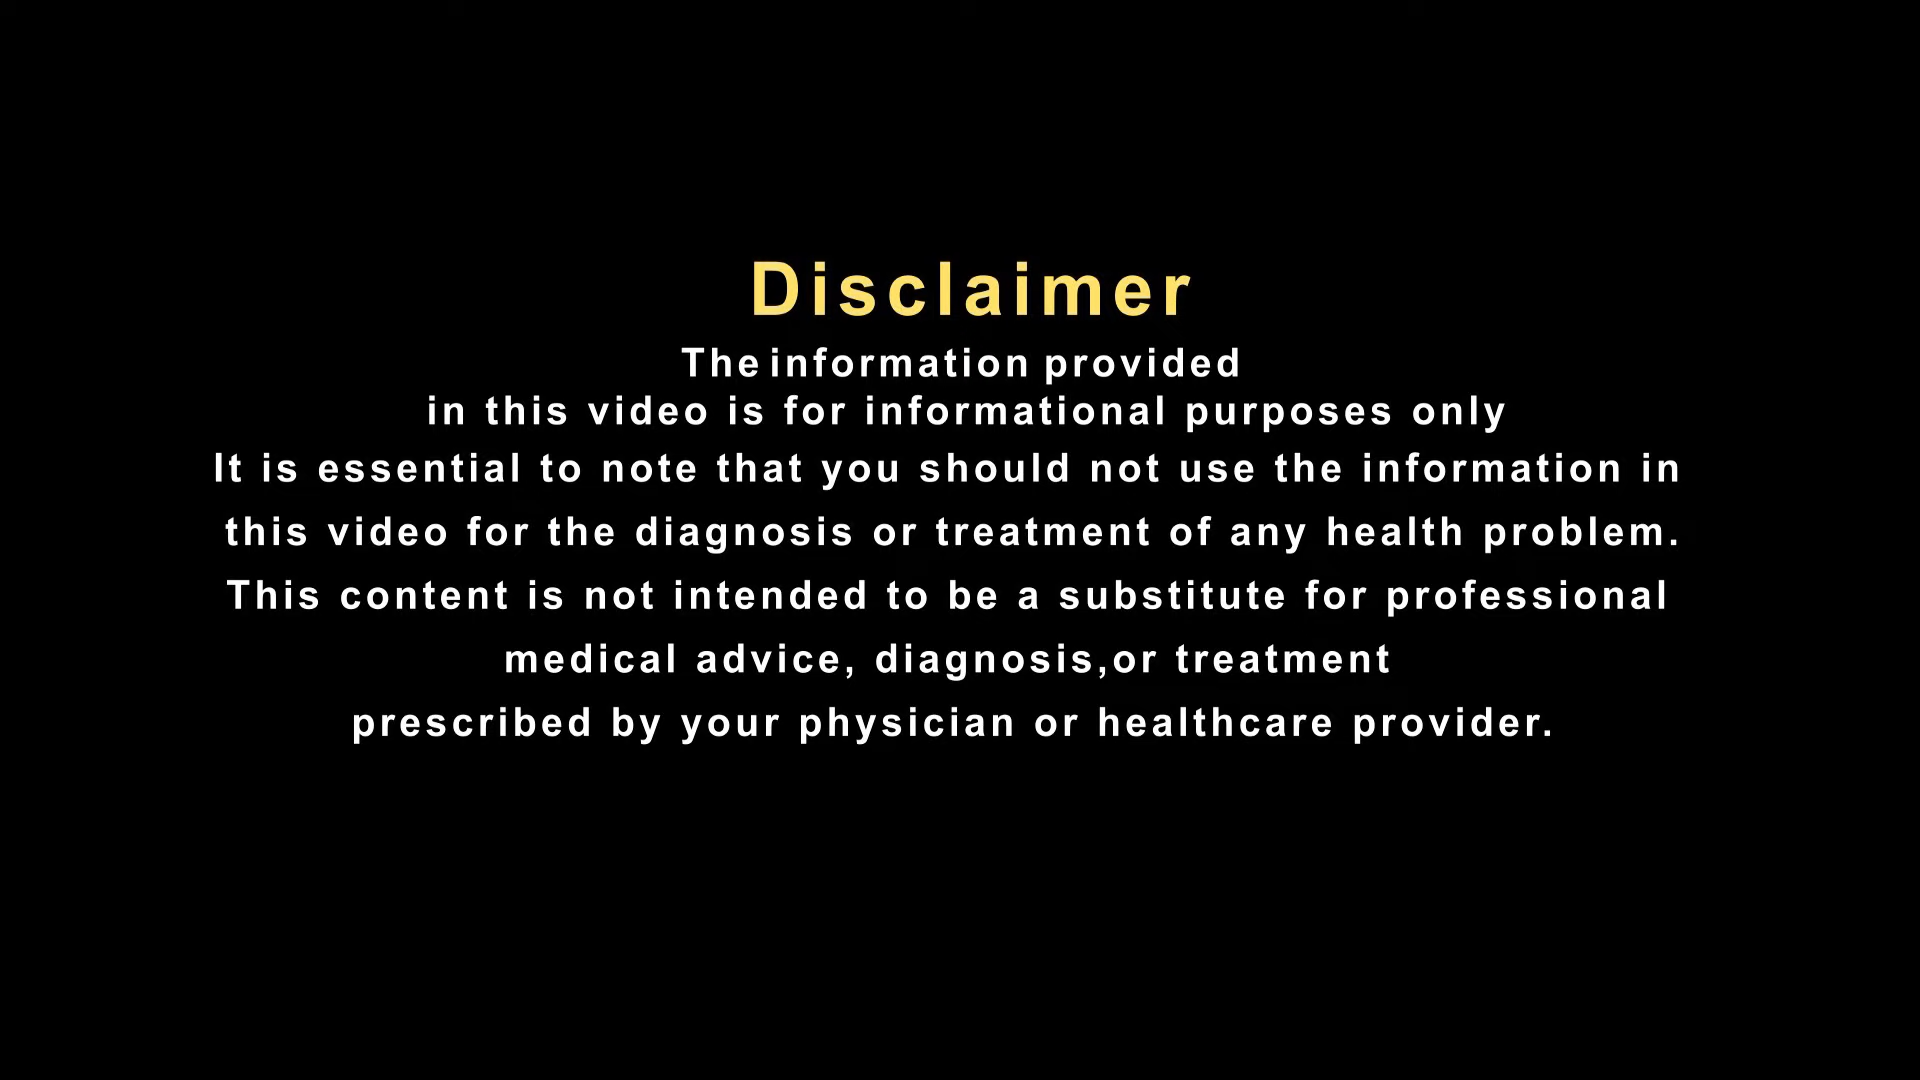 Disclaimer
The information provided
in this video is for informational purposes only
It is essential to note that you should not use the information in
this video for the diagnosis or treatment of any health problem.
This content is not intended to be a substitute for professional
medical advice, diagnosis,or treatment
prescribed by your physician or healthcare provider.